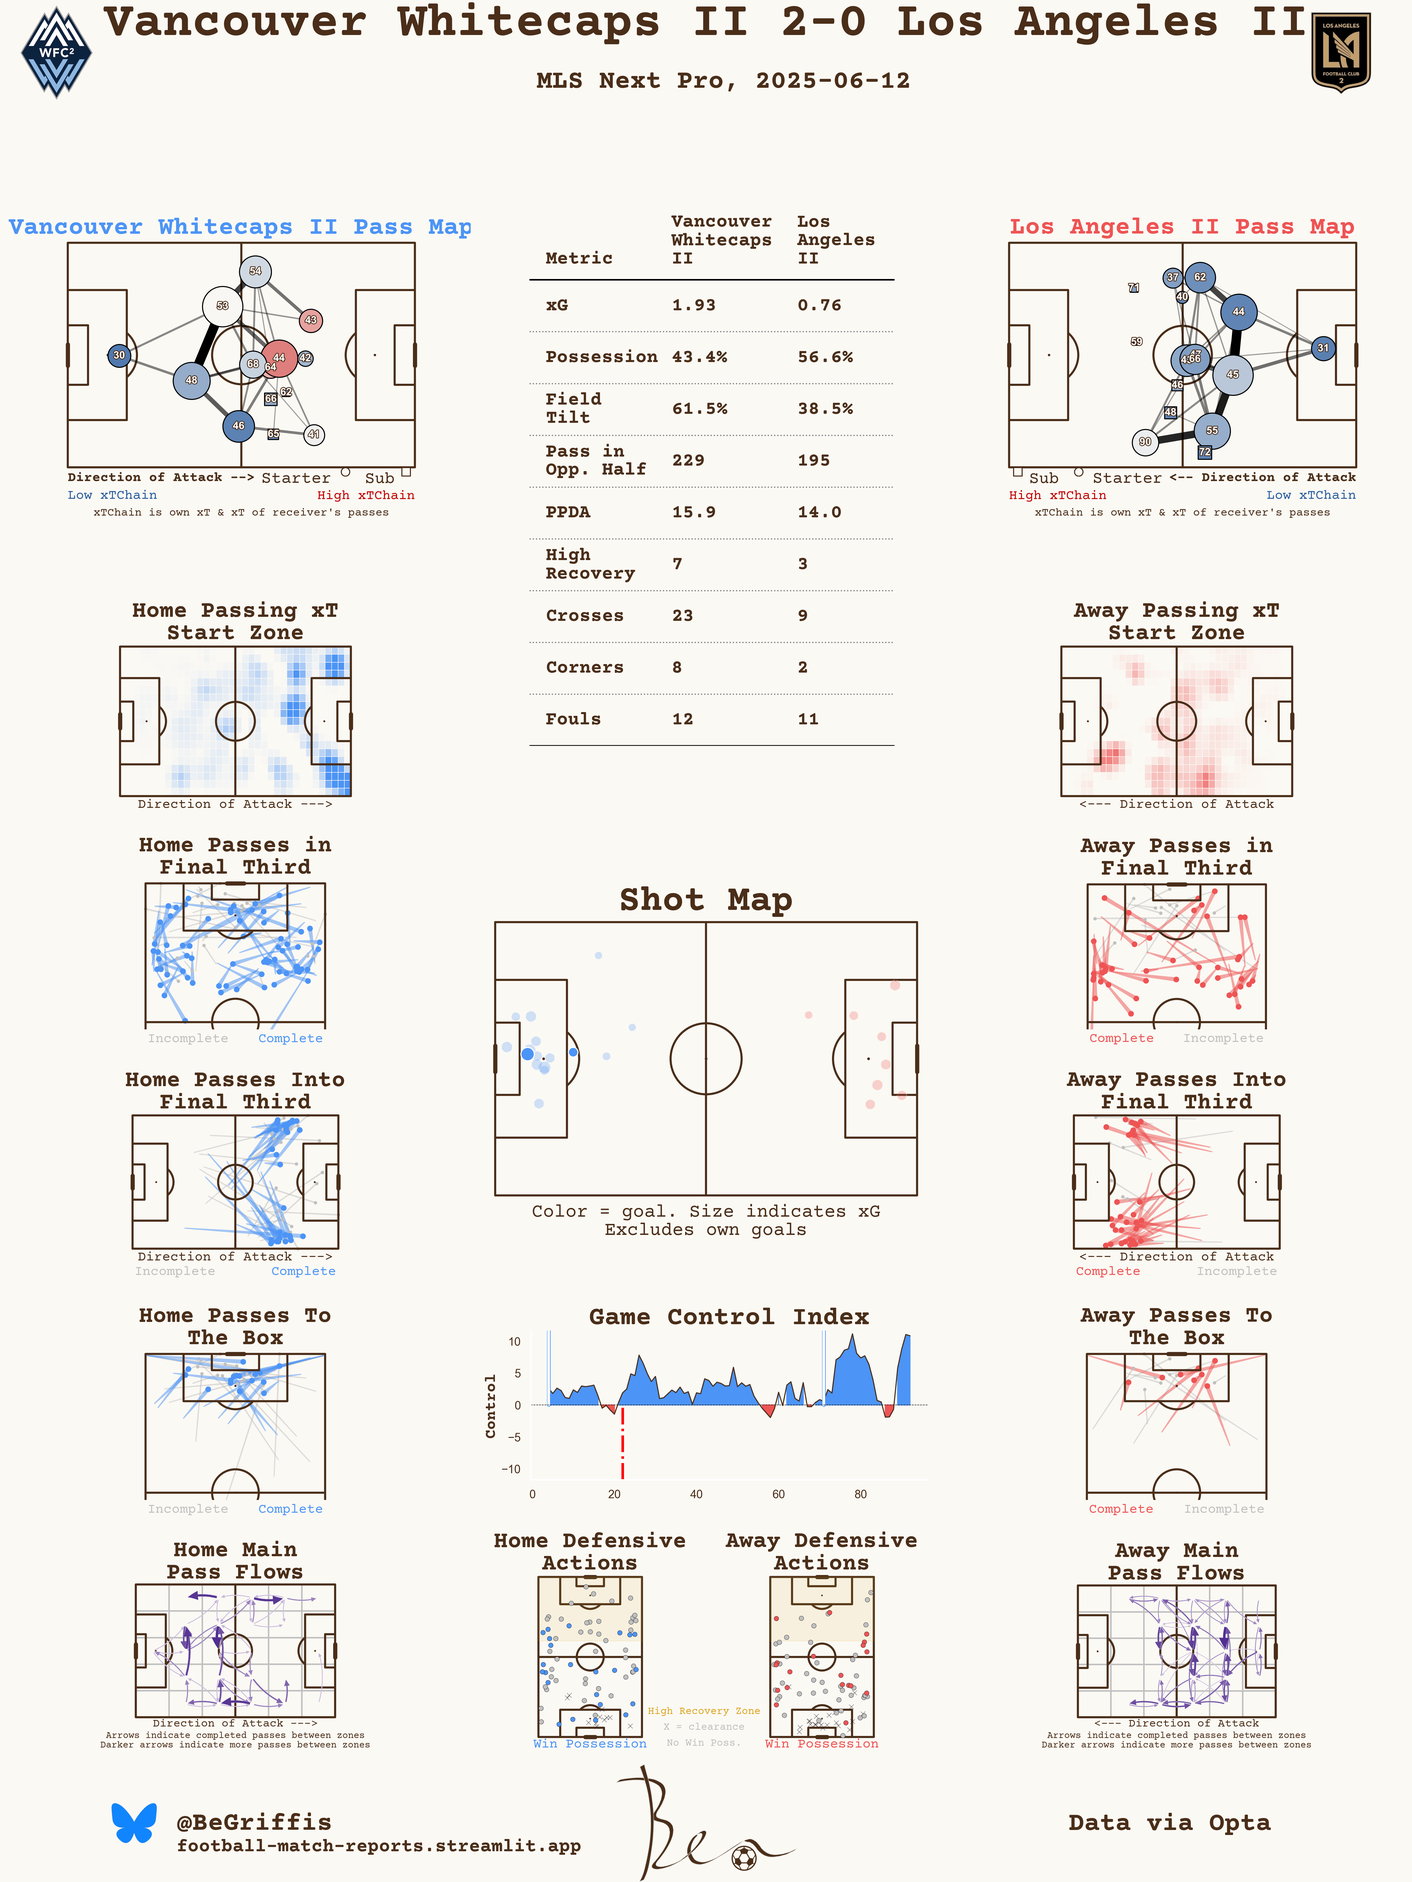 Vancouver Whitecaps II 2-0 Los Angeles II
WFC2
LOS ANGELES
LA
FOOTBALL CLUB
2
MLS Next Pro, 2025-06-12
Vancouver Whitecaps II Pass Map
54
53
43
30
44
42
68
64
48
62
66
46
65
41
Direction of Attack --> Starter Sub
Low xTChain High xTChain
xTChain is own xT & xT of receiver's passes
Metric Vancouver Whitecaps II Los Angeles II
xG 1.93 0.76
Possession 43.4% 56.6%
Field Tilt 61.5% 38.5%
Pass in Opp. Half 229 195
PPDA 15.9 14.0
High Recovery 7 3
Crosses 23 9
Corners 8 2
Fouls 12 11
Los Angeles II Pass Map
37
62
71
40
44
59
31
47
66
45
46
48
55
90
72
Sub Starter <-- Direction of Attack
High xTChain Low xTChain
xTChain is own xT & xT of receiver's passes
Home Passing xT
Start Zone
Direction of Attack --->
Away Passing xT
Start Zone
<--- Direction of Attack
Home Passes in
Final Third
Incomplete Complete
Shot Map
Color = goal. Size indicates xG
Excludes own goals
Away Passes in
Final Third
Complete Incomplete
Home Passes Into
Final Third
Direction of Attack --->
Incomplete Complete
Away Passes Into
Final Third
<--- Direction of Attack
Complete Incomplete
Home Passes To
The Box
Incomplete Complete
Game Control Index
Control
10
5
0
−5
−10
0 20 40 60 80
Away Passes To
The Box
Complete Incomplete
Home Main
Pass Flows
Direction of Attack --->
Arrows indicate completed passes between zones
Darker arrows indicate more passes between zones
Home Defensive
Actions
Win Possession
High Recovery Zone
X = clearance
No Win Poss.
Away Defensive
Actions
Win Possession
Away Main
Pass Flows
<--- Direction of Attack
Arrows indicate completed passes between zones
Darker arrows indicate more passes between zones
@BeGriffis
football-match-reports.streamlit.app
Ben
Data via Opta